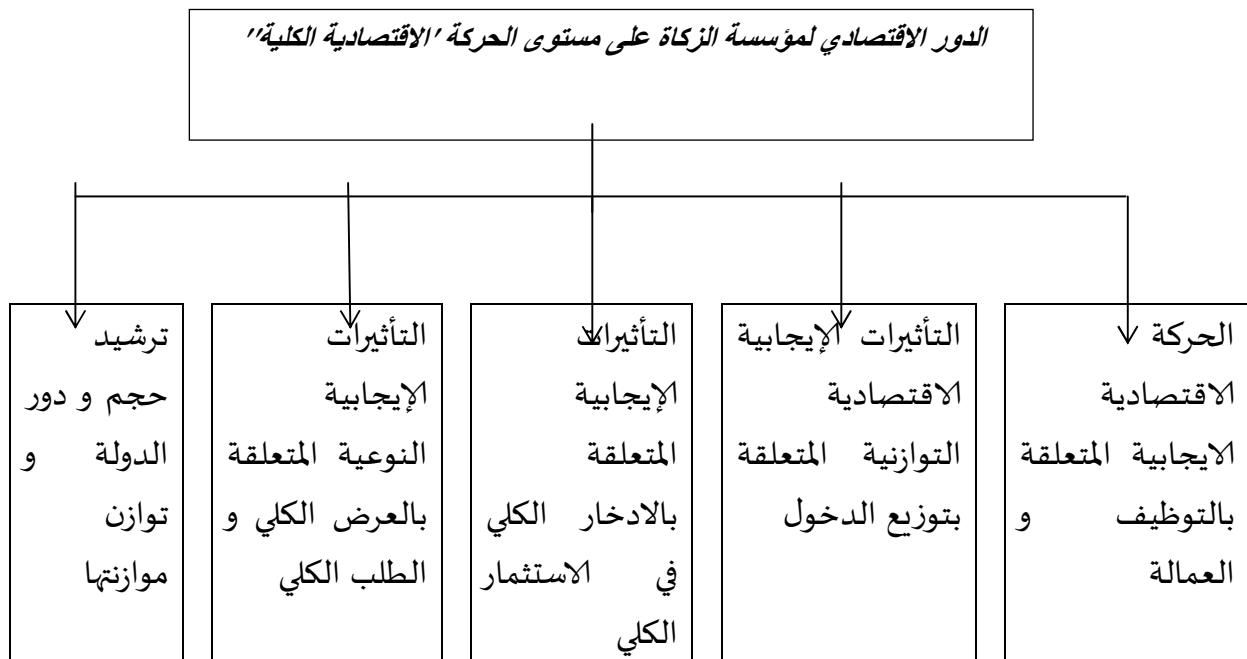 الدور الاقتصادي لمؤسسة الزكاة على مستوى الحركة ’الاقتصادية الكلية’’
الحركة
الاقتصادية
الايجابية المتعلقة
بالتوظيف و
العمالة
التأثيرات الإيجابية
الاقتصادية
التوازنية المتعلقة
بتوزيع الدخول
التأثيرات
الإيجابية
المتعلقة
بالادخار الكلي
في الاستثمار
الكلي
التأثيرات
الإيجابية
النوعية المتعلقة
بالعرض الكلي و
الطلب الكلي
ترشيد
حجم و دور
الدولة و
توازن
موازنتها